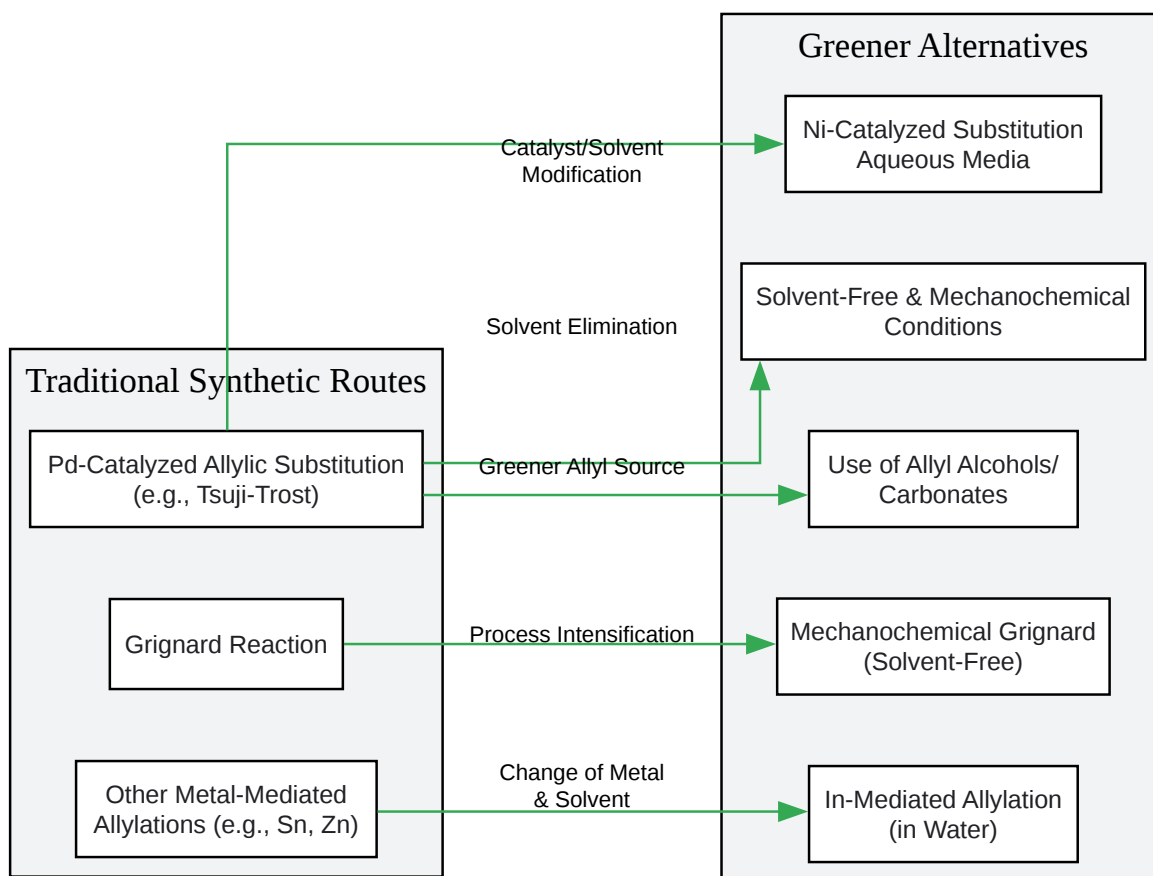 Greener Alternatives
Ni-Catalyzed Substitution
Aqueous Media
Catalyst/Solvent
Modification
Solvent-Free & Mechanochemical
Conditions
Solvent Elimination
Traditional Synthetic Routes
Pd-Catalyzed Allylic Substitution
(e.g., Tsuji-Trost)
Greener Allyl Source
Use of Allyl Alcohols/
Carbonates
Grignard Reaction
Process Intensification
Mechanochemical Grignard
(Solvent-Free)
Other Metal-Mediated
Allylations (e.g., Sn, Zn)
Change of Metal
& Solvent
In-Mediated Allylation
(in Water)